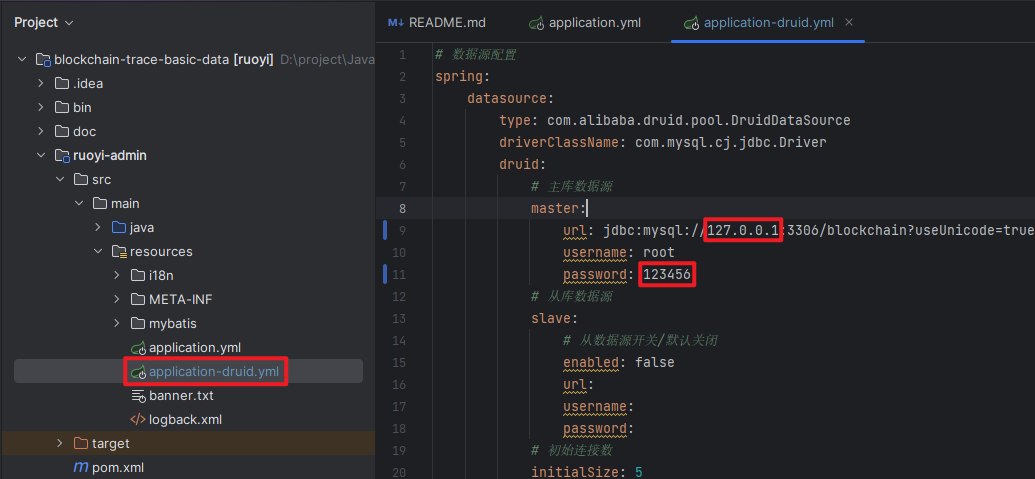 Project
blockchain-trace-basic-data [ruoyi] D:\project\Java
.idea
bin
doc
ruoyi-admin
src
main
java
resources
i18n
META-INF
mybatis
application.yml
application-druid.yml
banner.txt
logback.xml
target
pom.xml
README.md
application.yml
application-druid.yml
1 # 数据源配置
2 spring:
3 datasource:
4 type: com.alibaba.druid.pool.DruidDataSource
5 driverClassName: com.mysql.cj.jdbc.Driver
6 druid:
7 # 主库数据源
8 master:
9 url: jdbc:mysql://127.0.0.1:3306/blockchain?useUnicode=true
10 username: root
11 password: 123456
12 # 从库数据源
13 slave:
14 # 从数据源开关/默认关闭
15 enabled: false
16 url:
17 username:
18 password:
19 # 初始连接数
20 initialSize: 5